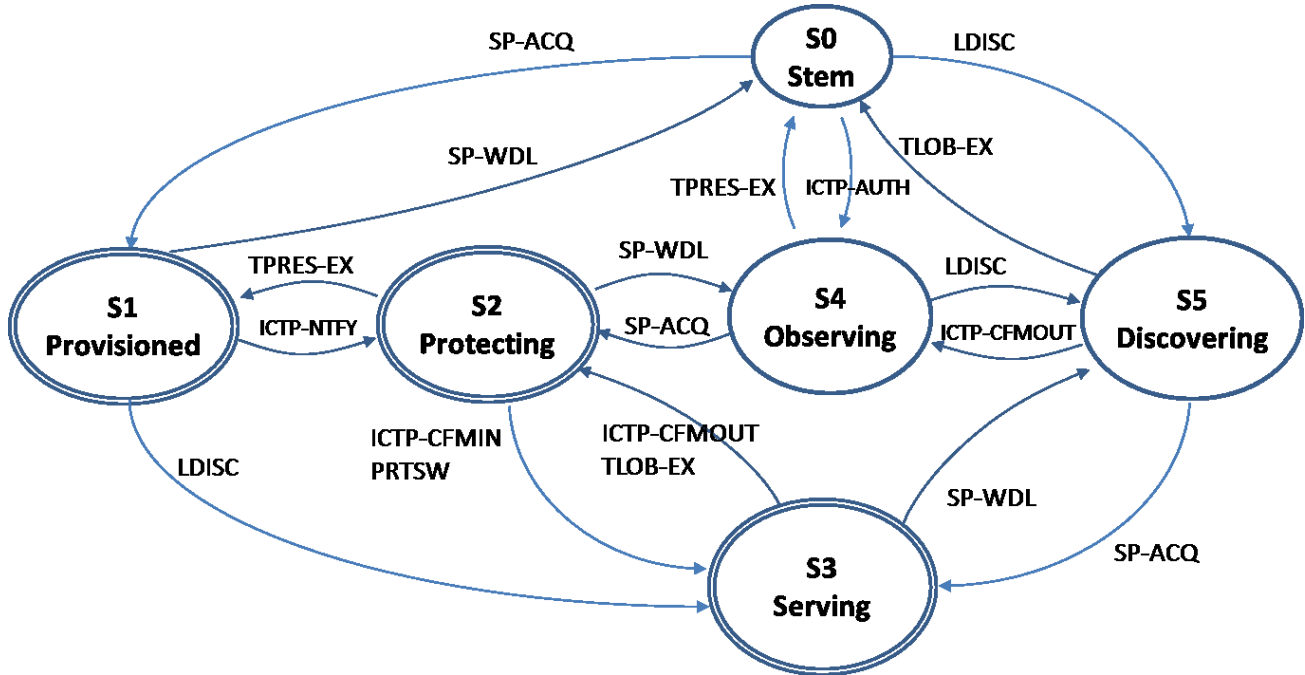 SP-ACQ
S0
Stem
LDISC
SP-WDL
TLOB-EX
TPRES-EX
ICTP-AUTH
TPRES-EX
SP-WDL
LDISC
S1
Provisioned
S2
Protecting
S4
Observing
S5
Discovering
ICTP-NTFY
SP-ACQ
ICTP-CFMOUT
ICTP-CFMIN
PRTSW
ICTP-CFMOUT
TLOB-EX
LDISC
SP-WDL
SP-ACQ
S3
Serving